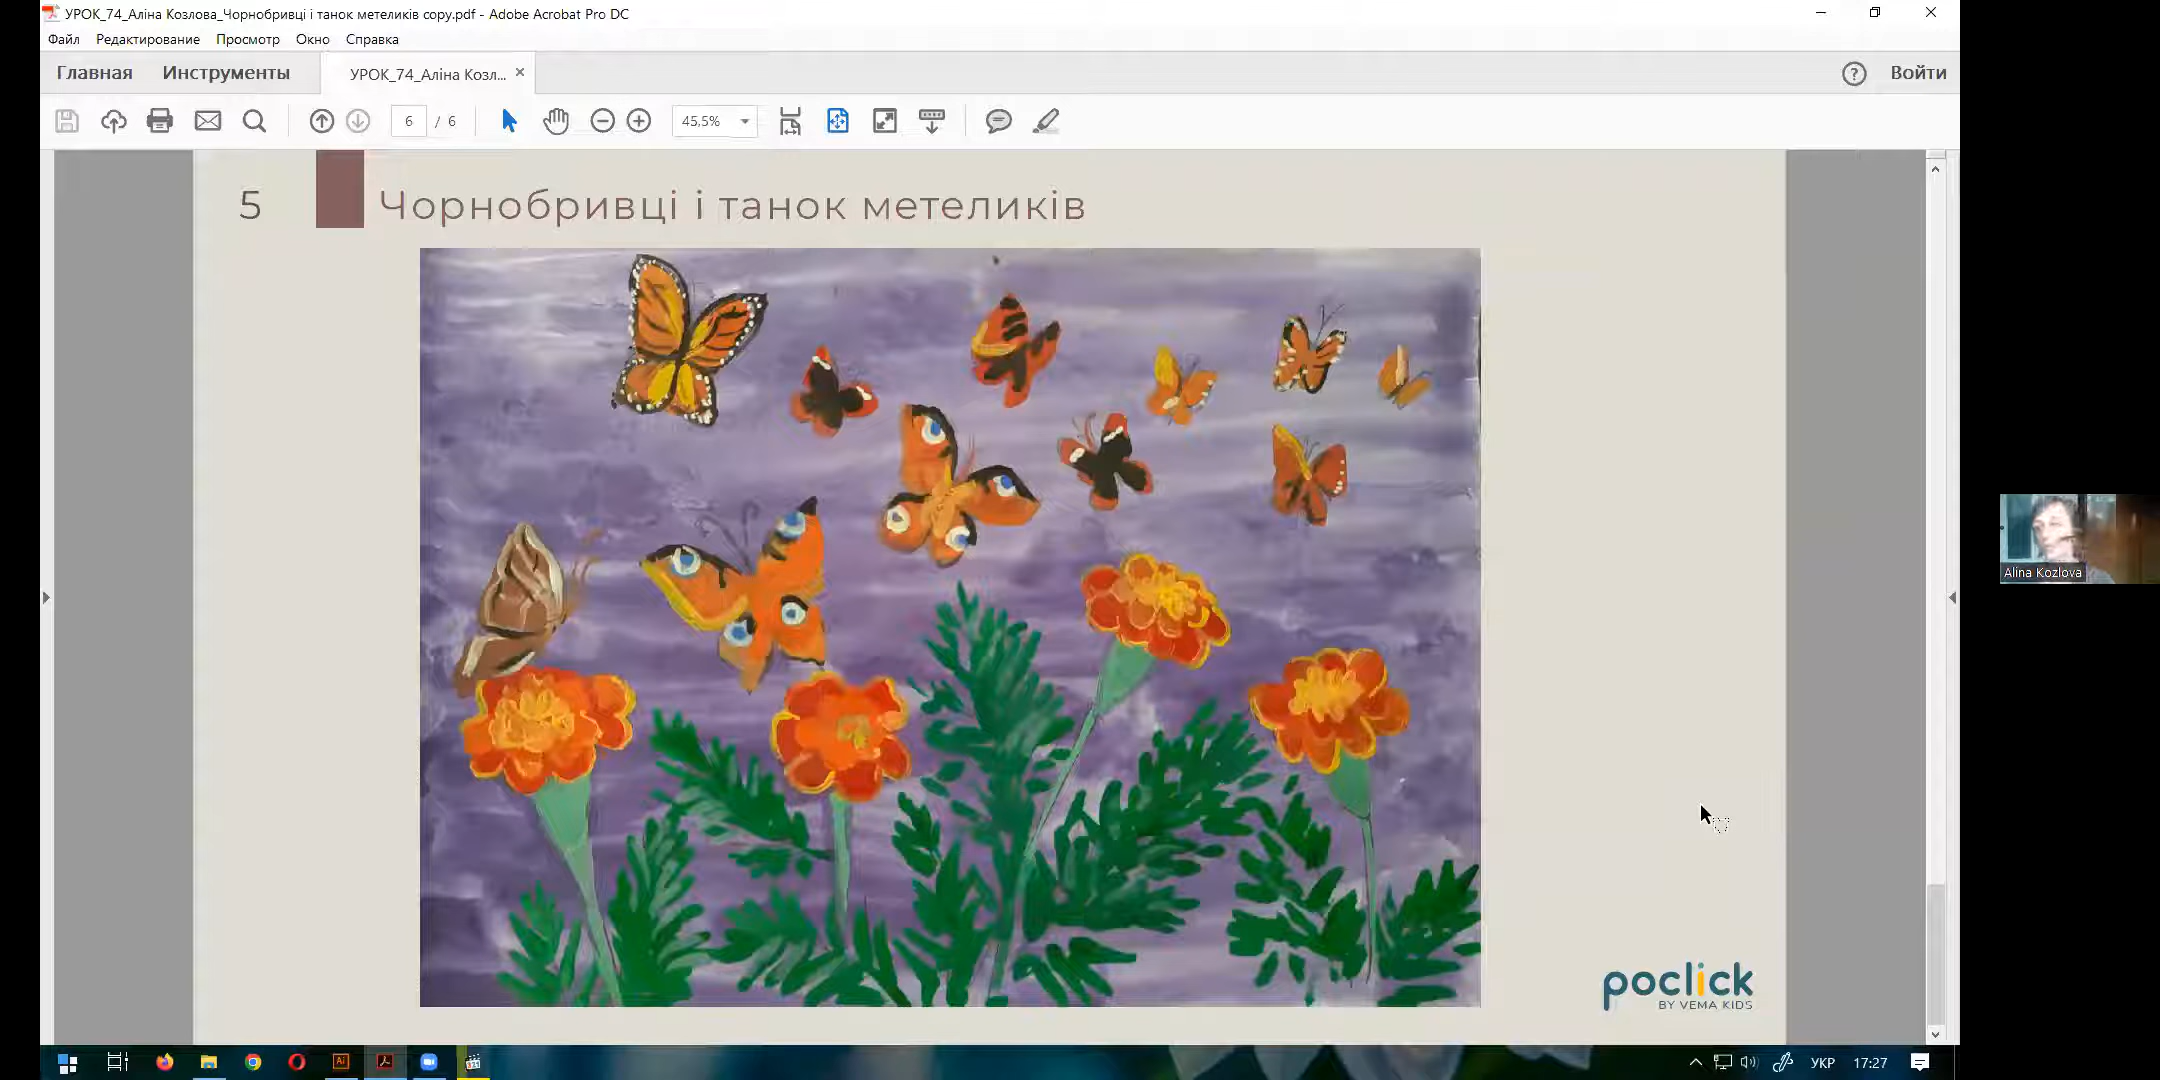 УРОК_74_Аліна Козлова_Чорнобривці і танок метеликів copy.pdf - Adobe Acrobat Pro DC
Файл Редактирование Просмотр Окно Справка
Главная Инструменты УРОК_74_Аліна Козл... × ? Войти
6 / 6 45,5%
5 Чорнобривці і танок метеликів
Alina Kozlova
poclick
BY VEMA KIDS
Ai УКР 17:27